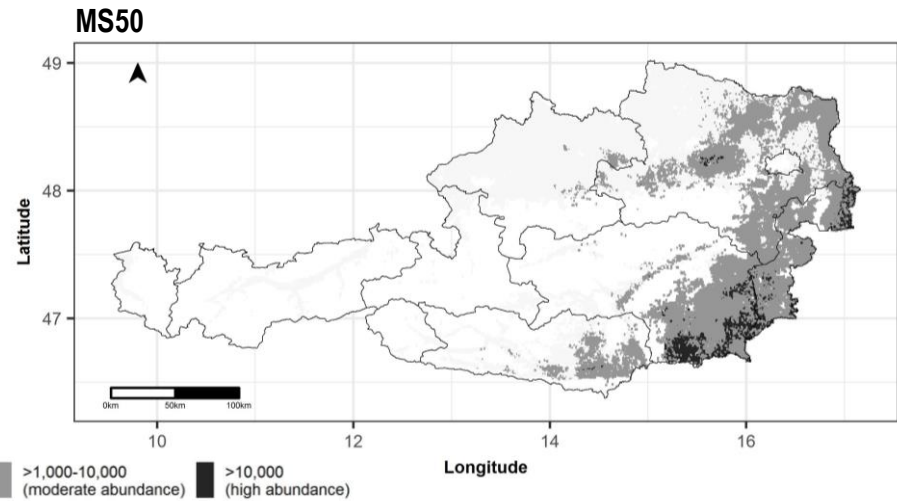 MS50
49
48
47
Latitude
0km 50km 100km
10 12 14 16
Longitude
>1,000-10,000
(moderate abundance)
>10,000
(high abundance)